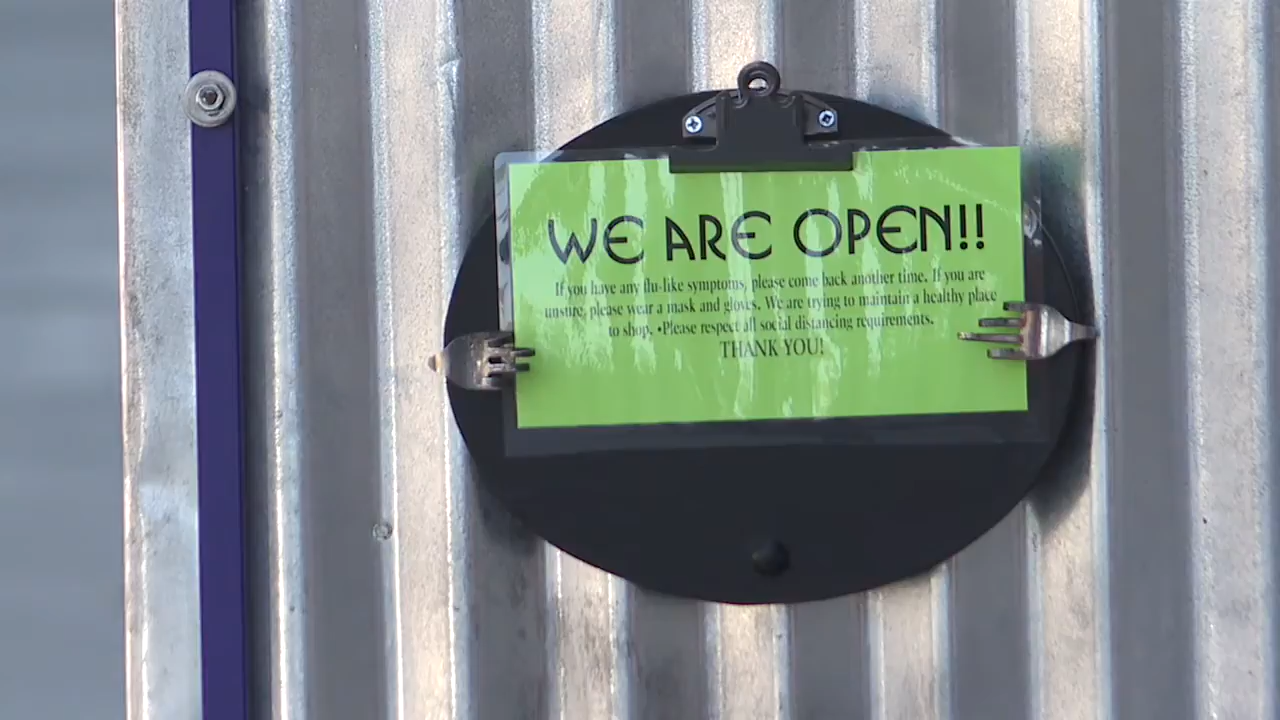 WE ARE OPEN!!
If you have any flu-like symptoms, please come back another time. If you are
unsure, please wear a mask and gloves. We are trying to maintain a healthy place
to shop. •Please respect all social distancing requirements.
THANK YOU!